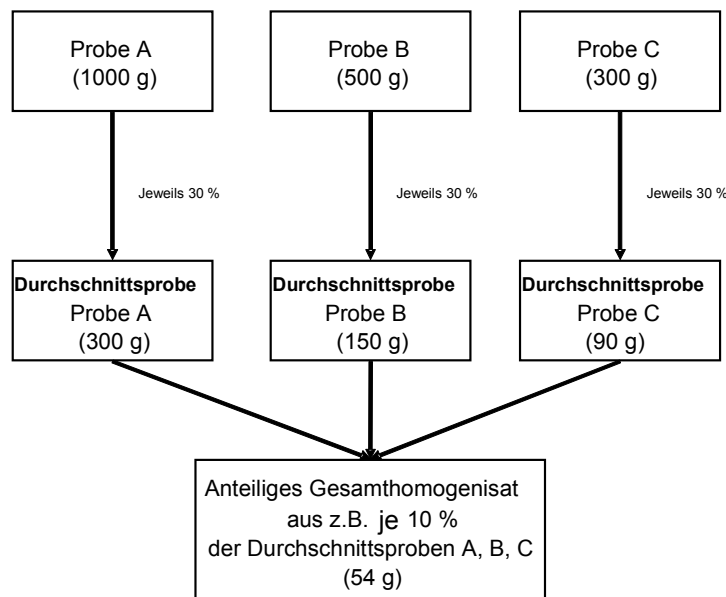 Probe A
(1000 g)
Probe B
(500 g)
Probe C
(300 g)
Jeweils 30 %
Jeweils 30 %
Jeweils 30 %
Durchschnittsprobe
Probe A
(300 g)
Durchschnittsprobe
Probe B
(150 g)
Durchschnittsprobe
Probe C
(90 g)
Anteiliges Gesamthomogenisat
aus z.B. je 10 %
der Durchschnittsproben A, B, C
(54 g)